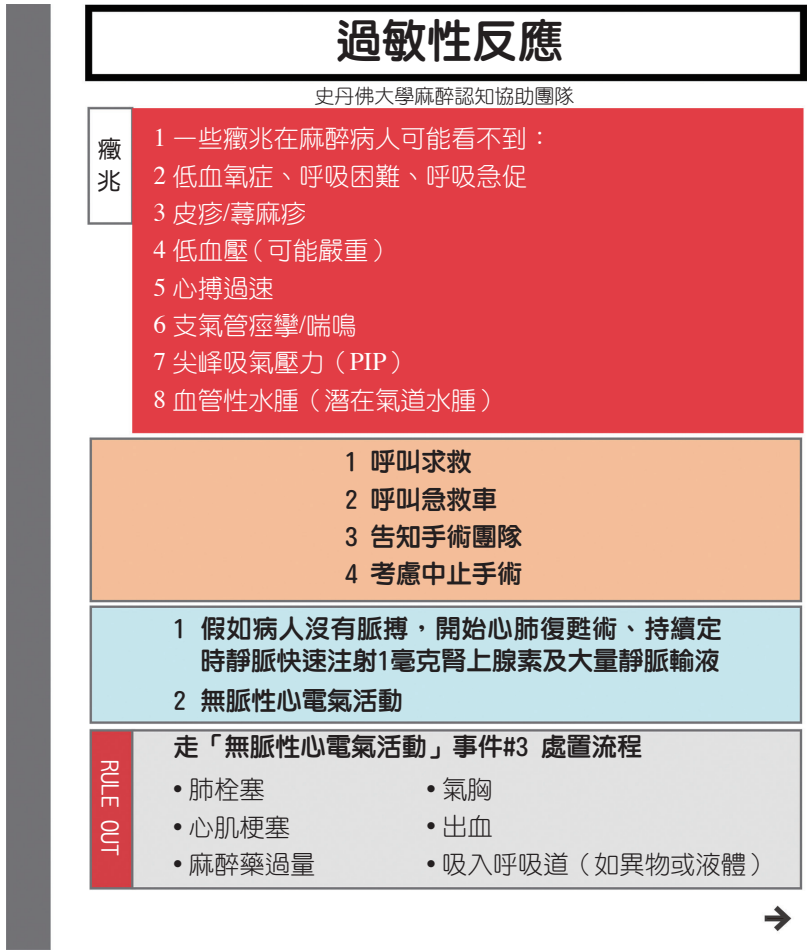 過敏性反應
史丹佛大學麻醉認知協助團隊
癥兆
1 一些癥兆在麻醉病人可能看不到：
2 低血氧症、呼吸困難、呼吸急促
3 皮疹/蕁麻疹
4 低血壓（可能嚴重）
5 心搏過速
6 支氣管痙攣/喘鳴
7 尖峰吸氣壓力（PIP）
8 血管性水腫（潛在氣道水腫）
1 呼叫求救
2 呼叫急救車
3 告知手術團隊
4 考慮中止手術
1 假如病人沒有脈搏，開始心肺復甦術、持續定
時靜脈快速注射1毫克腎上腺素及大量靜脈輸液
2 無脈性心電氣活動
RULE OUT
走「無脈性心電氣活動」事件#3 處置流程
• 肺栓塞
• 氣胸
• 心肌梗塞
• 出血
• 麻醉藥過量
• 吸入呼吸道（如異物或液體）